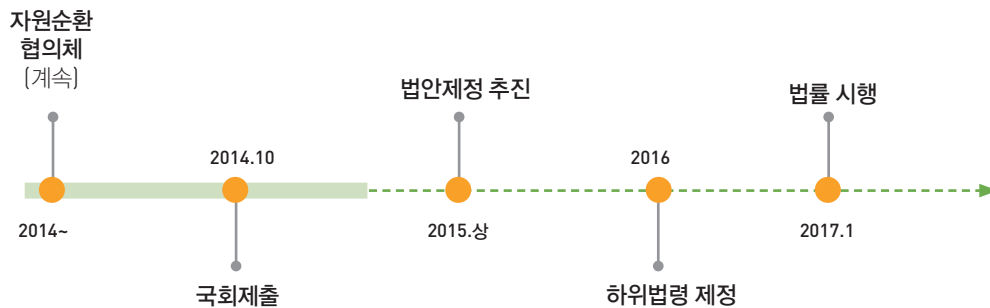 자원순환
협의체
(계속)
2014~
2014.10
국회제출
법안제정 추진
2015.상
2016
하위법령 제정
법률 시행
2017.1